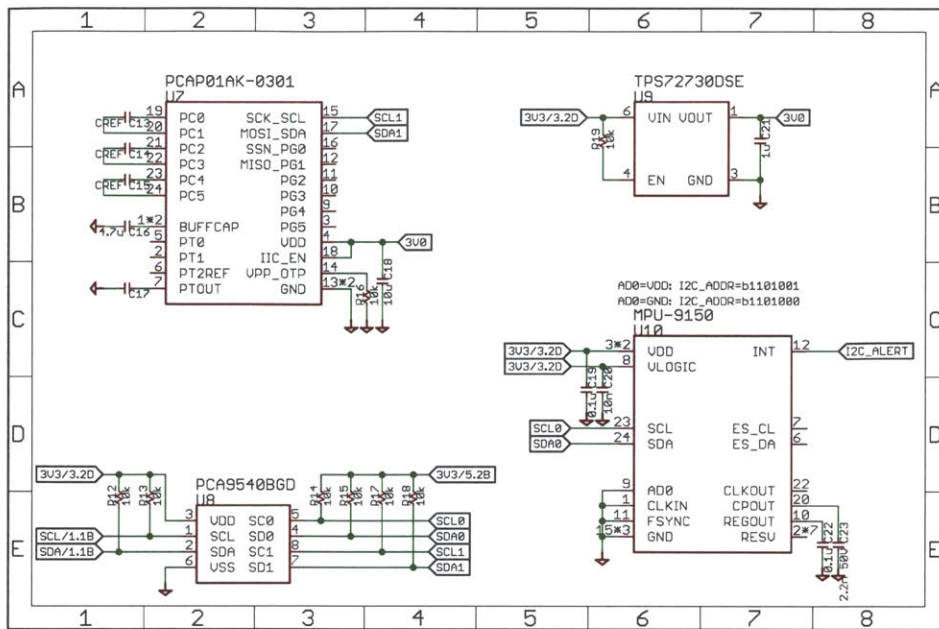 1 2 3 4 5 6 7 8
A A
PCAP01AK-0301
U7
19 PC0 SCK_SCL 15 SCL1
CREF C13
20 PC1 MOSI_SDA 17 SDA1
21 PC2 SSN_PG0 16
CREF C14
22 PC3 MISO_PG1 12
23 PC4 PG2 11
CREF C15
24 PC5 PG3 10
PG4 9
4.7u C16 1*2 BUFFCAP PG5 3
5 PT0 VDD 4 3V0
2 PT1 IIC_EN 18
6 PT2REF VPP_OTP 14
C17 7 PTOUT GND 13*2
R16 10k
10u C18
TPS72730DSE
U9
3V3/3.2D 6 VIN VOUT 1 3V0
R19 10k
1u C21
4 EN GND 3
B B
C C
AD0=VDD: I2C_ADDR=b1101001
AD0=GND: I2C_ADDR=b1101000
MPU-9150
U10
3V3/3.2D 3*2 VDD INT 12 I2C_ALERT
3V3/3.2D 8 VLOGIC
0.1u C19
10n C20
SCL0 23 SCL ES_CL 7
SDA0 24 SDA ES_DA 6
9 AD0 CLKOUT 22
1 CLKIN CPOUT 20
11 FSYNC REGOUT 10
15*3 GND RESV 2*7
0.1u C22
2.2n 50V C23
D D
3V3/3.2D
R12 10k
R13 10k
PCA9540BGD
U8
R14 10k
R15 10k
R17 10k
R18 10k
3V3/5.2B
3 VDD SC0 5 SCL0
SCL/1.1B 1 SCL SD0 4 SDA0
SDA/1.1B 2 SDA SC1 8 SCL1
6 VSS SD1 7 SDA1
E E
1 2 3 4 5 6 7 8